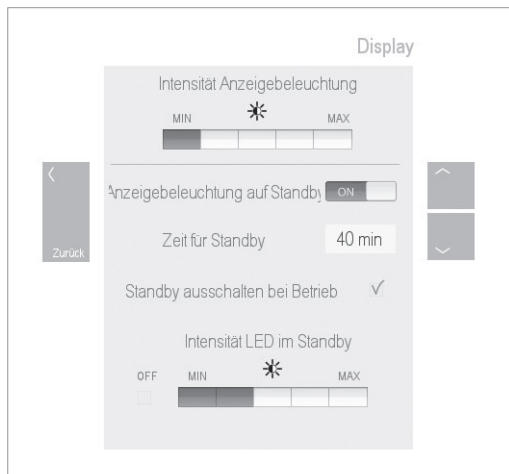 Display
Intensität Anzeigebeleuchtung
MIN MAX
Anzeigebeleuchtung auf Standby ON
Zurück
Zeit für Standby 40 min
Standby ausschalten bei Betrieb ✓
Intensität LED im Standby
OFF MIN MAX